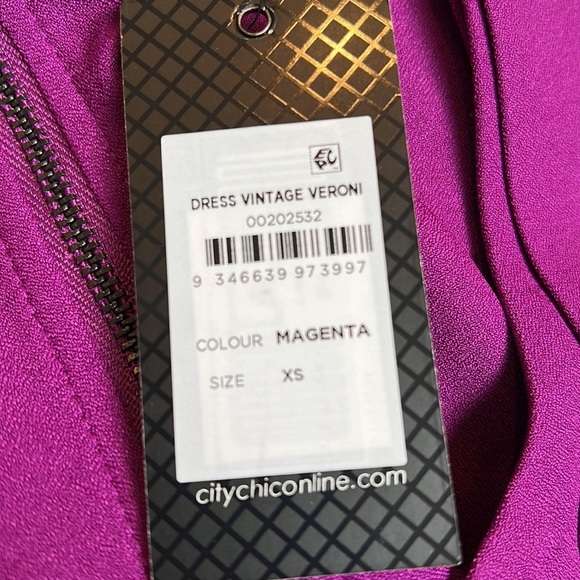 DRESS VINTAGE VERONI
00202532
9 346639 973997
COLOUR MAGENTA
SIZE XS
citychiconline.com